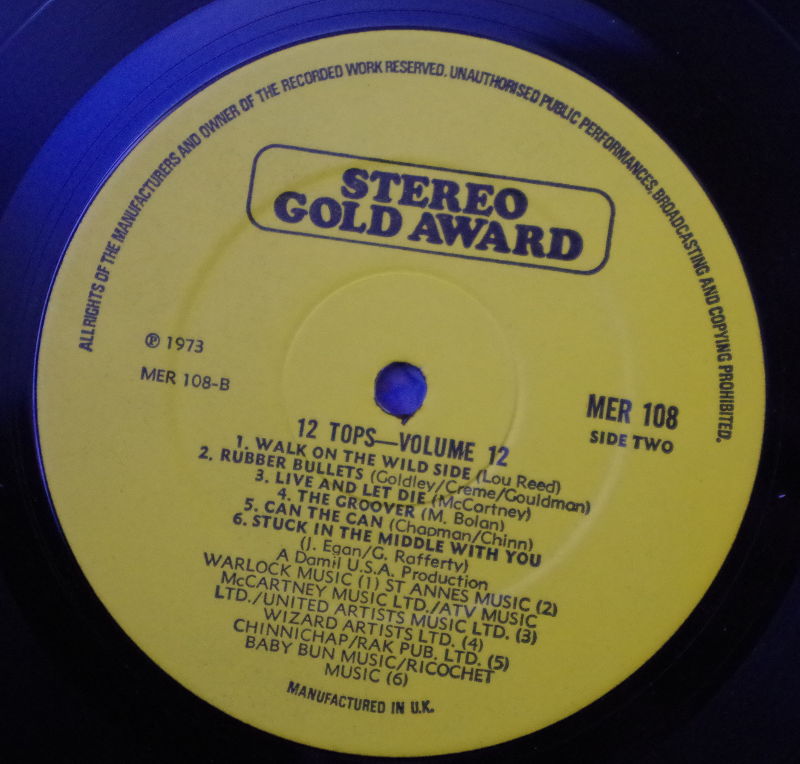 ALL RIGHTS OF THE MANUFACTURERS AND OWNER OF THE RECORDED WORK RESERVED. UNAUTHORISED PUBLIC PERFORMANCES, BROADCASTING AND COPYING PROHIBITED.
STEREO
GOLD AWARD
℗ 1973
MER 108-B
MER 108
SIDE TWO
12 TOPS—VOLUME 12
1. WALK ON THE WILD SIDE (Lou Reed)
2. RUBBER BULLETS (Goldley/Creme/Gouldman)
3. LIVE AND LET DIE (McCartney)
4. THE GROOVER (M. Bolan)
5. CAN THE CAN (Chapman/Chinn)
6. STUCK IN THE MIDDLE WITH YOU
(J. Egan/G. Rafferty)
A Damil U.S.A. Production
WARLOCK MUSIC (1) ST ANNES MUSIC (2)
McCARTNEY MUSIC LTD./ATV MUSIC
LTD./UNITED ARTISTS MUSIC LTD. (3)
WIZARD ARTISTS LTD. (4)
CHINNICHAP/RAK PUB. LTD. (5)
BABY BUN MUSIC/RICOCHET
MUSIC (6)
MANUFACTURED IN U.K.